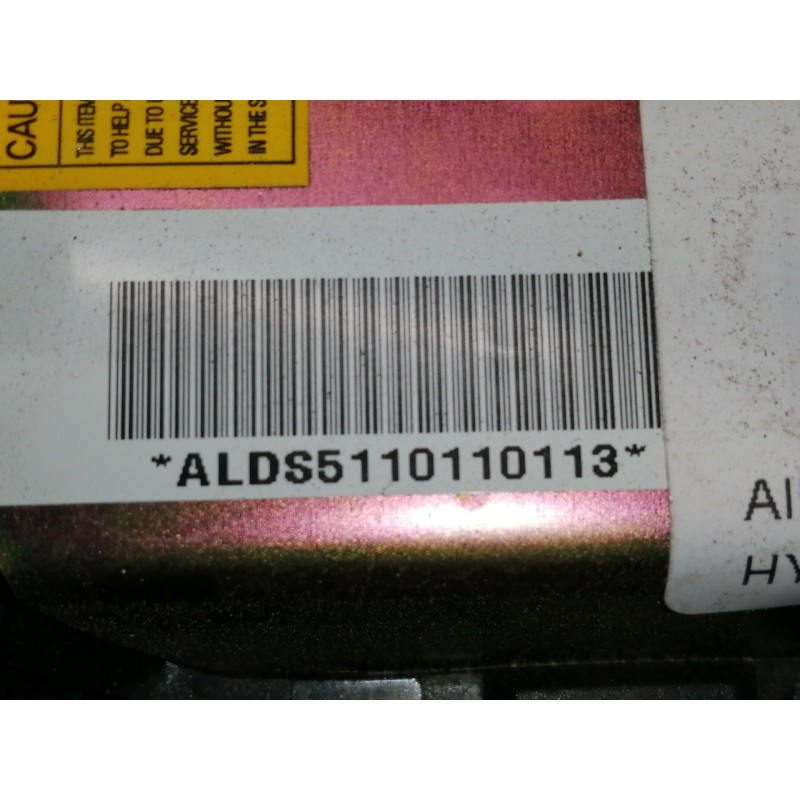 CAU
THIS ITEM
TO HELP
DUE TO
SERVICE
WITHOU
IN THE S
*ALDS5110110113*
AI
HY